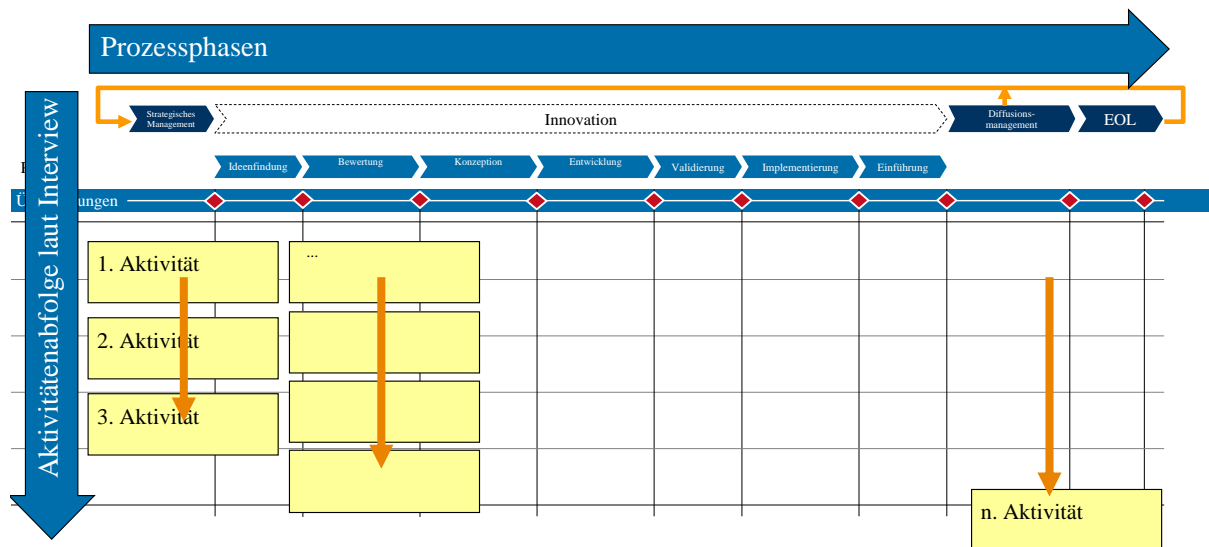 Prozessphasen
Aktivitätenabfolge laut Interview
Strategisches
Management
Innovation
Diffusions-
management
EOL
Ideenfindung
Bewertung
Konzeption
Entwicklung
Validierung
Implementierung
Einführung
1. Aktivität
...
2. Aktivität
3. Aktivität
n. Aktivität